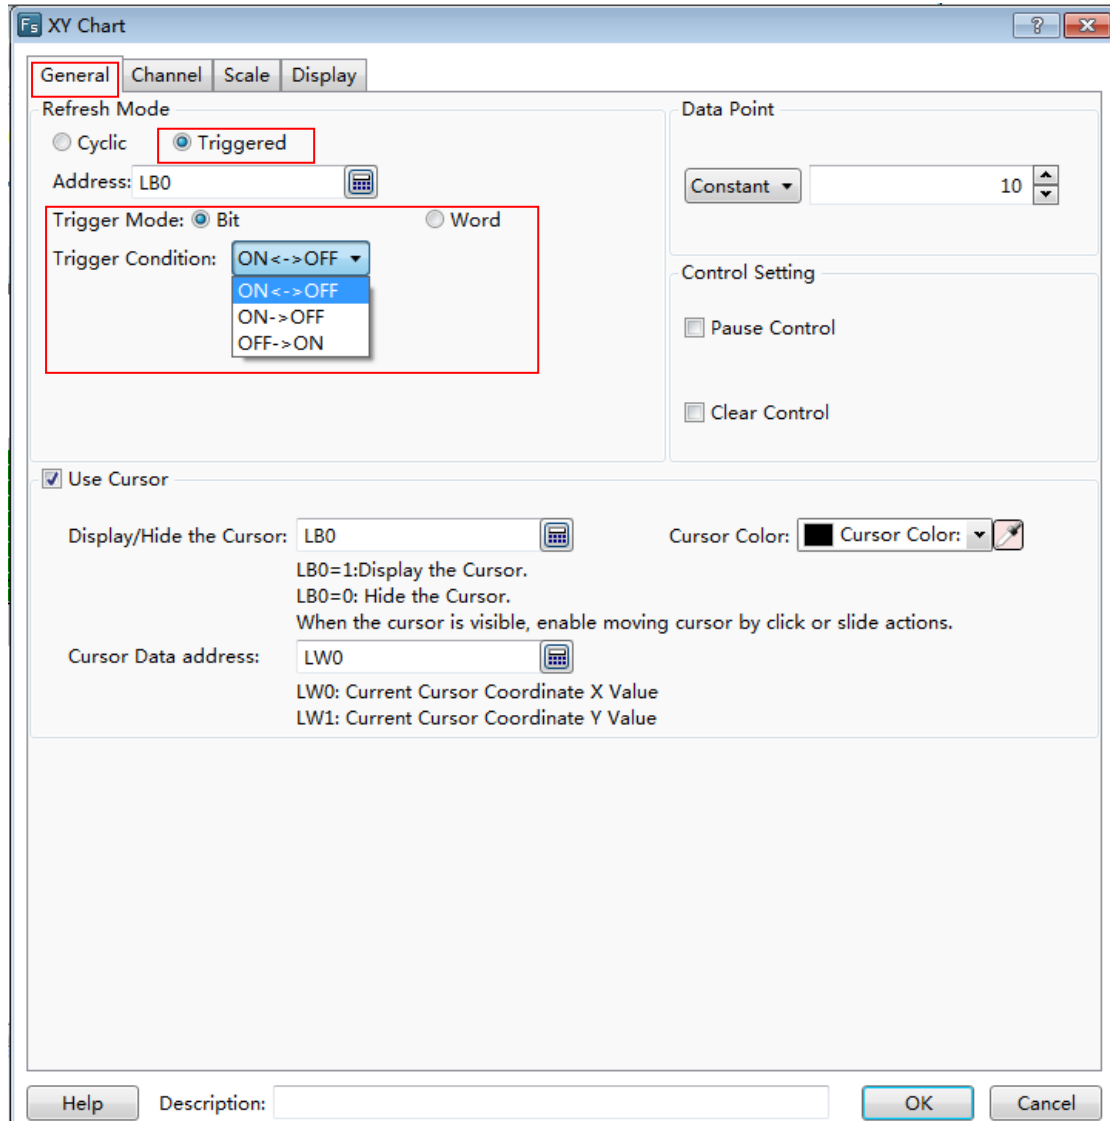 Fs XY Chart
General Channel Scale Display
Refresh Mode
Cyclic Triggered
Address: LB0
Trigger Mode: Bit Word
Trigger Condition: ON<->OFF
ON<->OFF
ON->OFF
OFF->ON
Data Point
Constant 10
Control Setting
Pause Control
Clear Control
Use Cursor
Display/Hide the Cursor: LB0 Cursor Color: Cursor Color:
LB0=1:Display the Cursor.
LB0=0: Hide the Cursor.
When the cursor is visible, enable moving cursor by click or slide actions.
Cursor Data address: LW0
LW0: Current Cursor Coordinate X Value
LW1: Current Cursor Coordinate Y Value
Help Description: OK Cancel